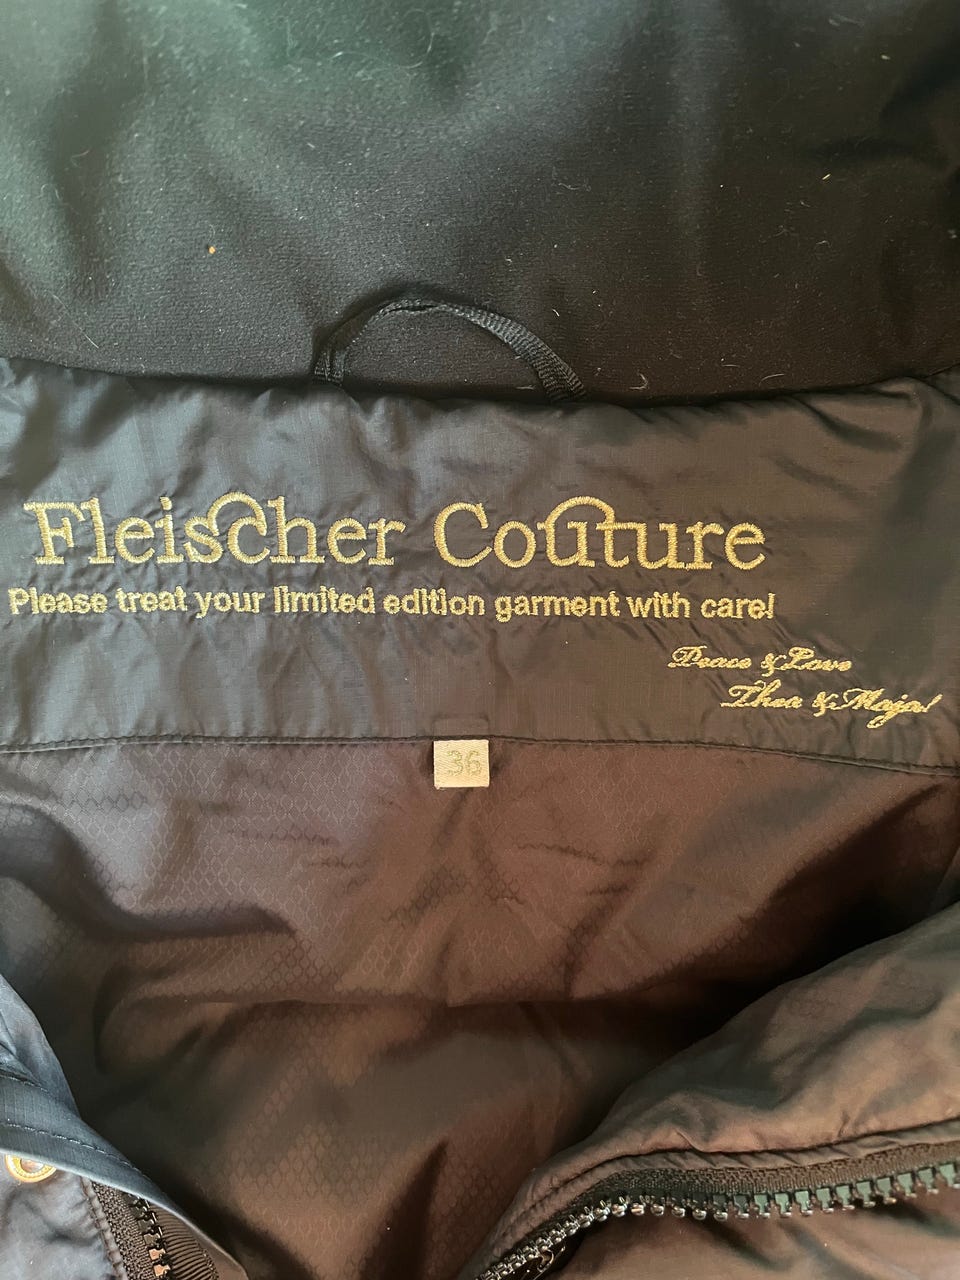 Fleischer Couture
Please treat your limited edition garment with care!
Peace & Love
Thea & Maja!
36